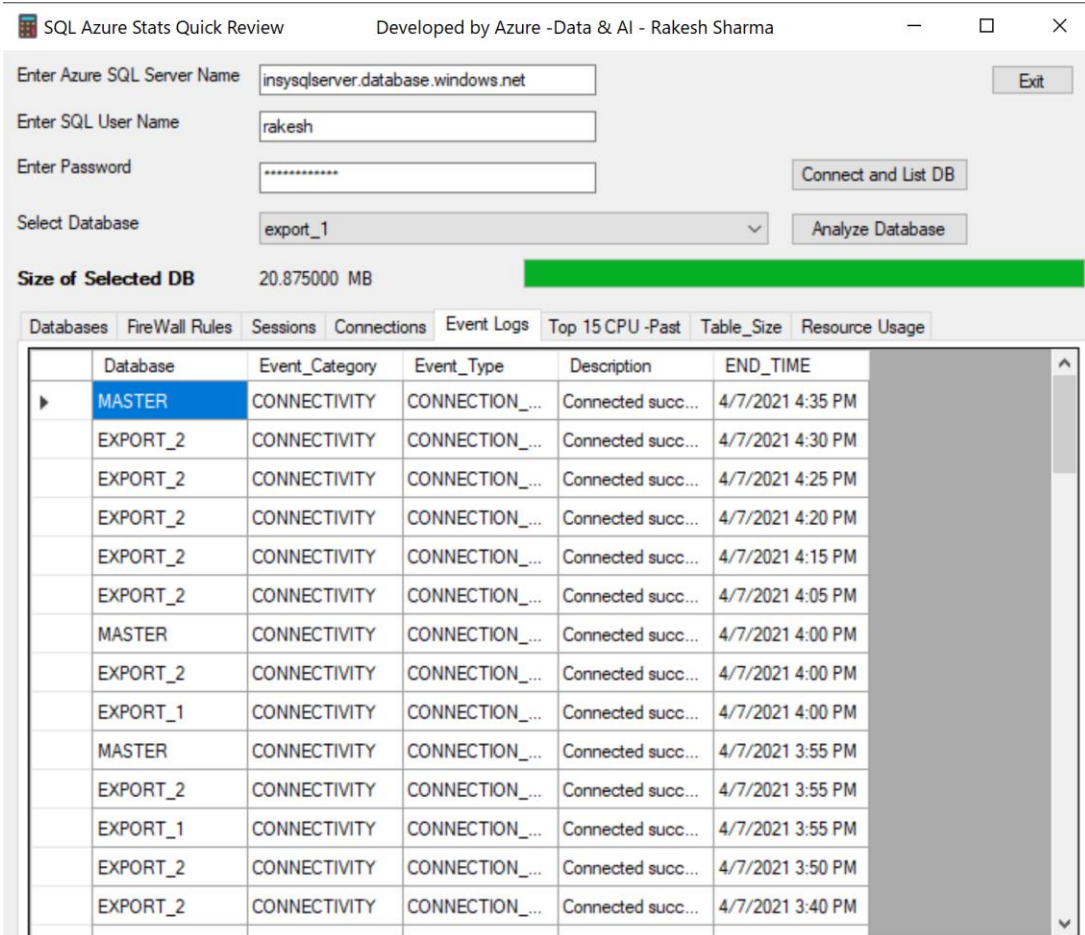 SQL Azure Stats Quick Review Developed by Azure -Data & AI - Rakesh Sharma
Enter Azure SQL Server Name insysqlserver.database.windows.net Exit
Enter SQL User Name rakesh
Enter Password ************ Connect and List DB
Select Database export_1 Analyze Database
Size of Selected DB 20.875000 MB
Databases FireWall Rules Sessions Connections Event Logs Top 15 CPU -Past Table_Size Resource Usage
Database Event_Category Event_Type Description END_TIME
MASTER CONNECTIVITY CONNECTION_... Connected succ... 4/7/2021 4:35 PM
EXPORT_2 CONNECTIVITY CONNECTION_... Connected succ... 4/7/2021 4:30 PM
EXPORT_2 CONNECTIVITY CONNECTION_... Connected succ... 4/7/2021 4:25 PM
EXPORT_2 CONNECTIVITY CONNECTION_... Connected succ... 4/7/2021 4:20 PM
EXPORT_2 CONNECTIVITY CONNECTION_... Connected succ... 4/7/2021 4:15 PM
EXPORT_2 CONNECTIVITY CONNECTION_... Connected succ... 4/7/2021 4:05 PM
MASTER CONNECTIVITY CONNECTION_... Connected succ... 4/7/2021 4:00 PM
EXPORT_2 CONNECTIVITY CONNECTION_... Connected succ... 4/7/2021 4:00 PM
EXPORT_1 CONNECTIVITY CONNECTION_... Connected succ... 4/7/2021 4:00 PM
MASTER CONNECTIVITY CONNECTION_... Connected succ... 4/7/2021 3:55 PM
EXPORT_2 CONNECTIVITY CONNECTION_... Connected succ... 4/7/2021 3:55 PM
EXPORT_1 CONNECTIVITY CONNECTION_... Connected succ... 4/7/2021 3:55 PM
EXPORT_2 CONNECTIVITY CONNECTION_... Connected succ... 4/7/2021 3:50 PM
EXPORT_2 CONNECTIVITY CONNECTION_... Connected succ... 4/7/2021 3:40 PM